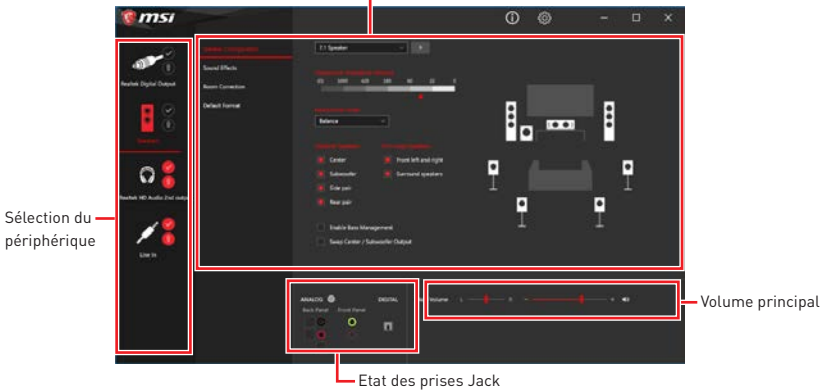 msi
Realtek Digital Output
Speakers
Realtek HD Audio 2nd output
Line In
Speaker Configuration
Sound Effects
Room Correction
Default Format
7.1 Speaker
Balance
Center
Subwoofer
Side pair
Rear pair
Front left and right
Surround speakers
Enable Bass Management
Swap Center / Subwoofer Output
ANALOG
DIGITAL
Back Panel
Front Panel
Volume
L
R
Sélection du
périphérique
Volume principal
Etat des prises Jack